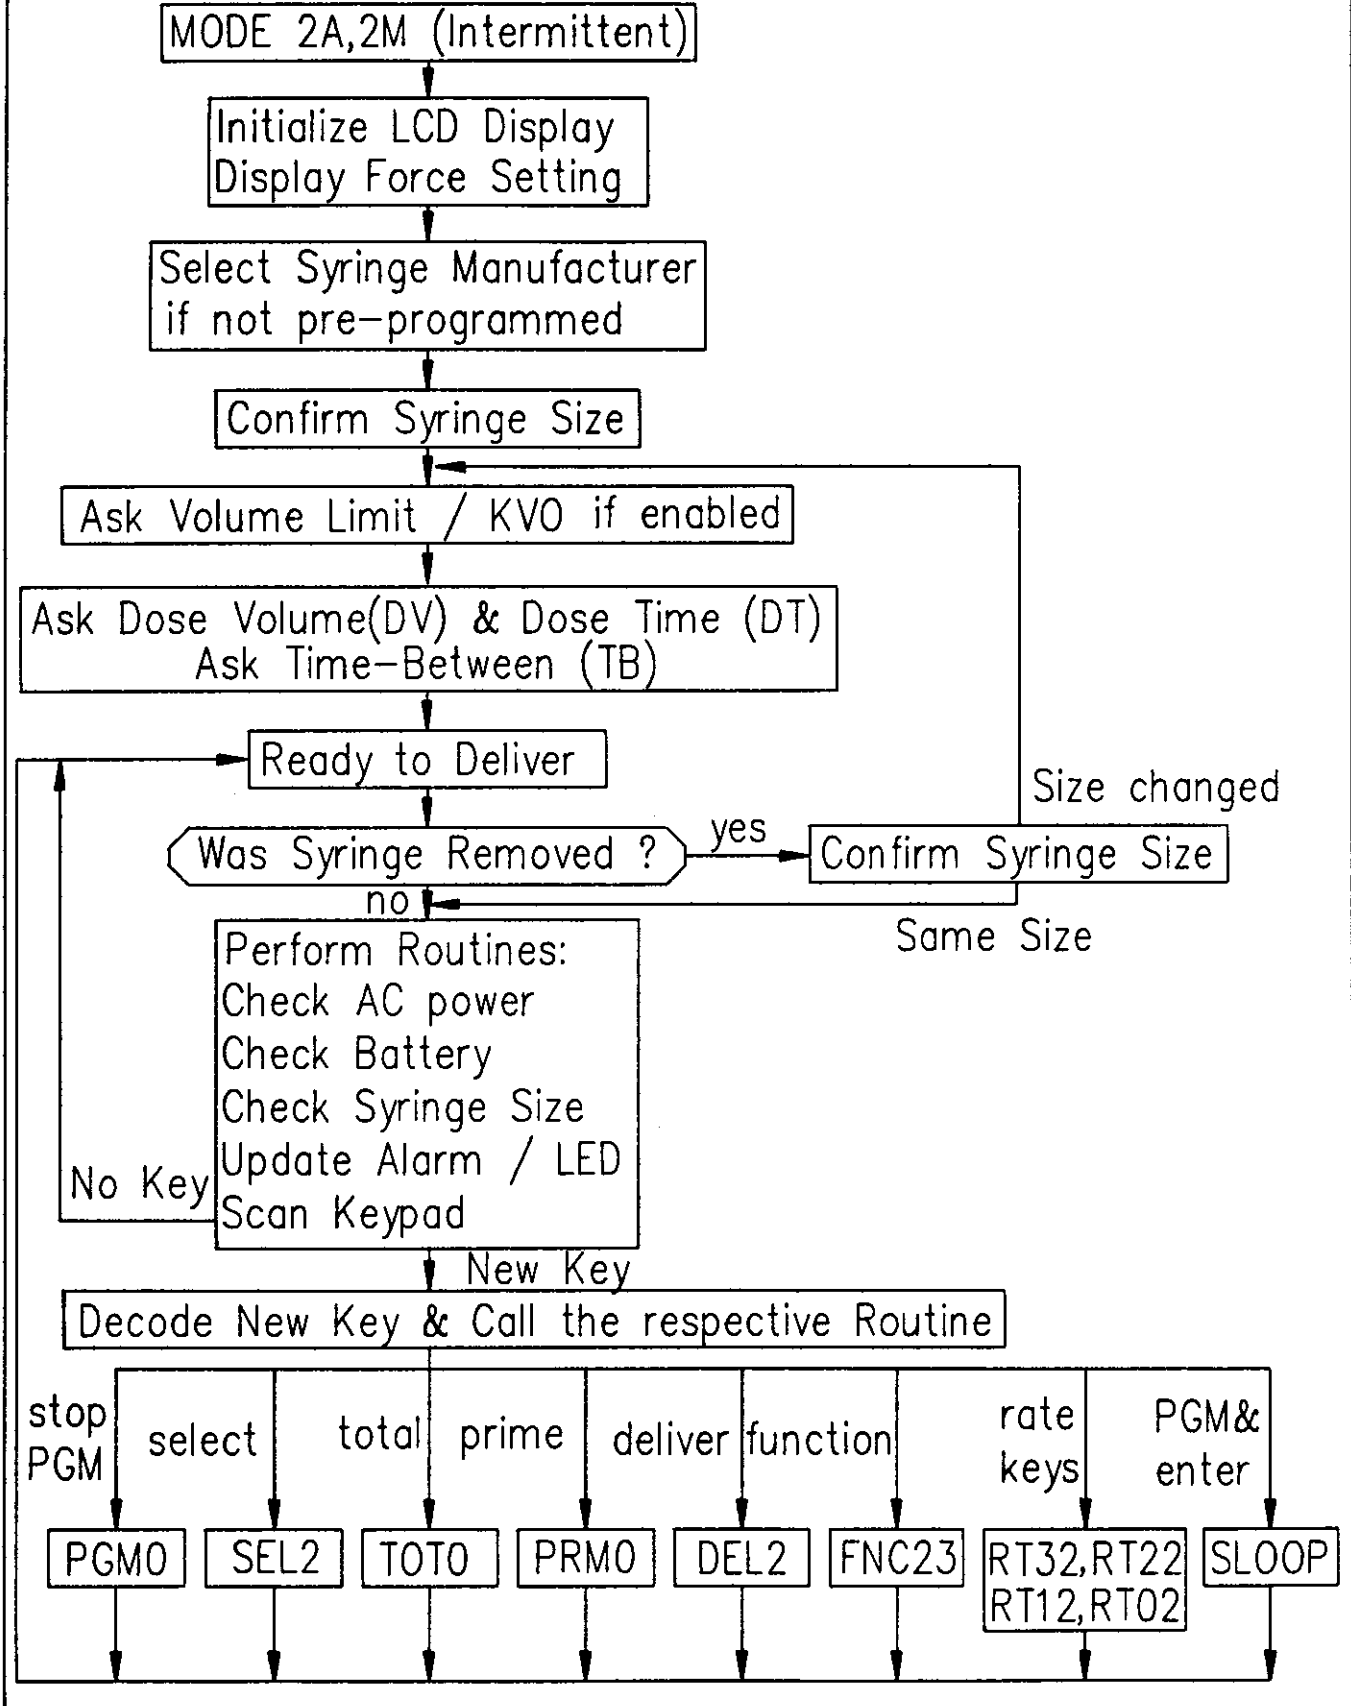 MODE 2A,2M (Intermittent)
Initialize LCD Display
Display Force Setting
Select Syringe Manufacturer
if not pre-programmed
Confirm Syringe Size
Ask Volume Limit / KVO if enabled
Ask Dose Volume(DV) & Dose Time (DT)
Ask Time-Between (TB)
Ready to Deliver
Size changed
Was Syringe Removed ?
yes
Confirm Syringe Size
no
Same Size
Perform Routines:
Check AC power
Check Battery
Check Syringe Size
Update Alarm / LED
Scan Keypad
No Key
New Key
Decode New Key & Call the respective Routine
stop
PGM
select
total
prime
deliver
function
rate
keys
PGM&
enter
PGM0
SEL2
TOT0
PRM0
DEL2
FNC23
RT32,RT22
RT12,RT02
SLOOP